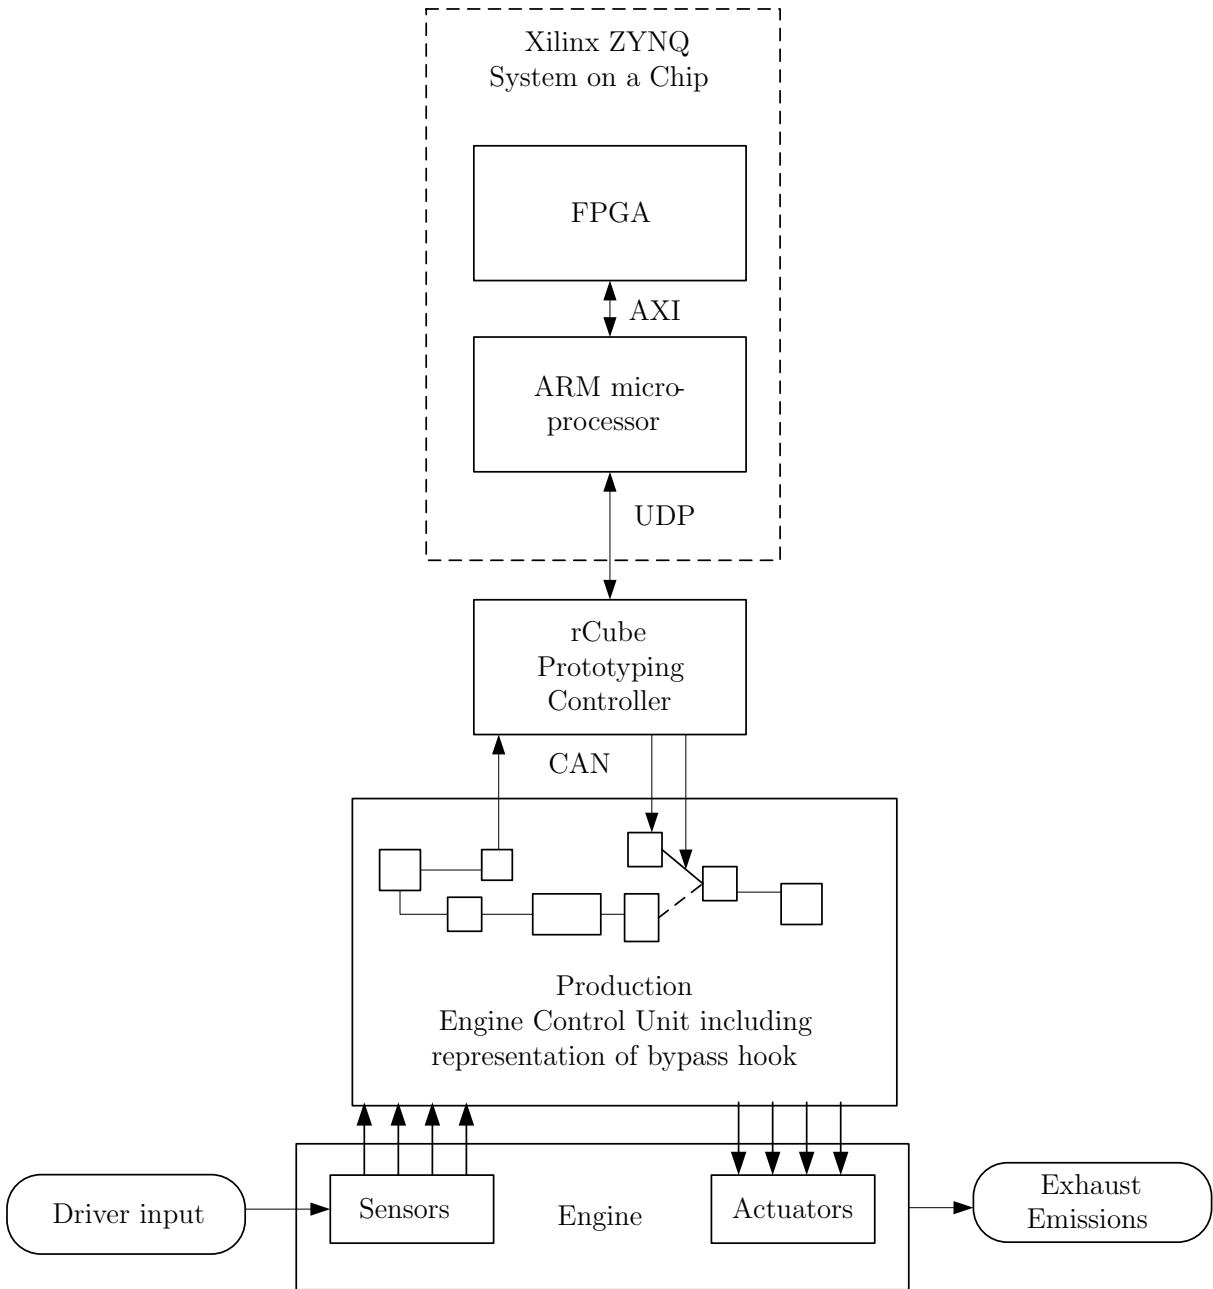 Xilinx ZYNQ
System on a Chip
FPGA
AXI
ARM micro-
processor
UDP
rCube
Prototyping
Controller
CAN
Production
Engine Control Unit including
representation of bypass hook
Driver input
Sensors
Engine
Actuators
Exhaust
Emissions